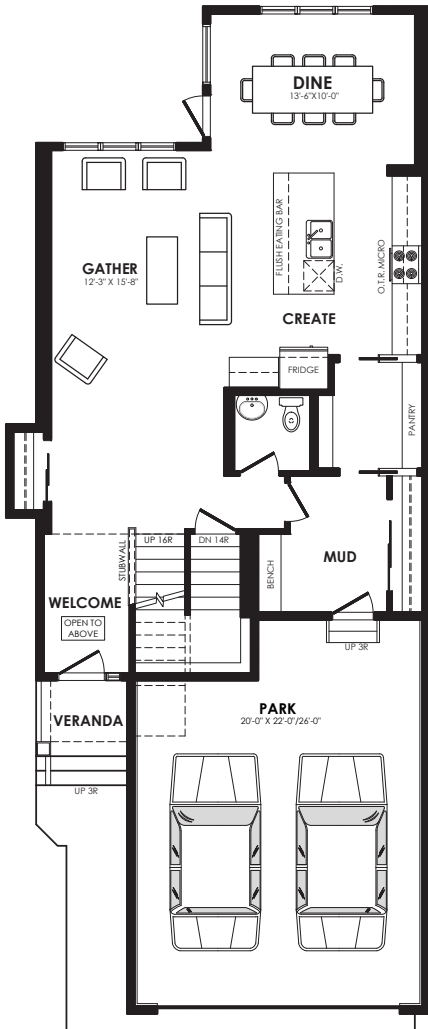 DINE
13'-6"X10'-0"
FLUSH EATING BAR
D.W.
O.T.R. MICRO
GATHER
12'-3" X 15'-8"
CREATE
FRIDGE
PANTRY
UP 16R
DN 14R
STUBWALL
BENCH
MUD
WELCOME
OPEN TO
ABOVE
UP 3R
VERANDA
PARK
20'-0" X 22'-0"/26'-0"
UP 3R